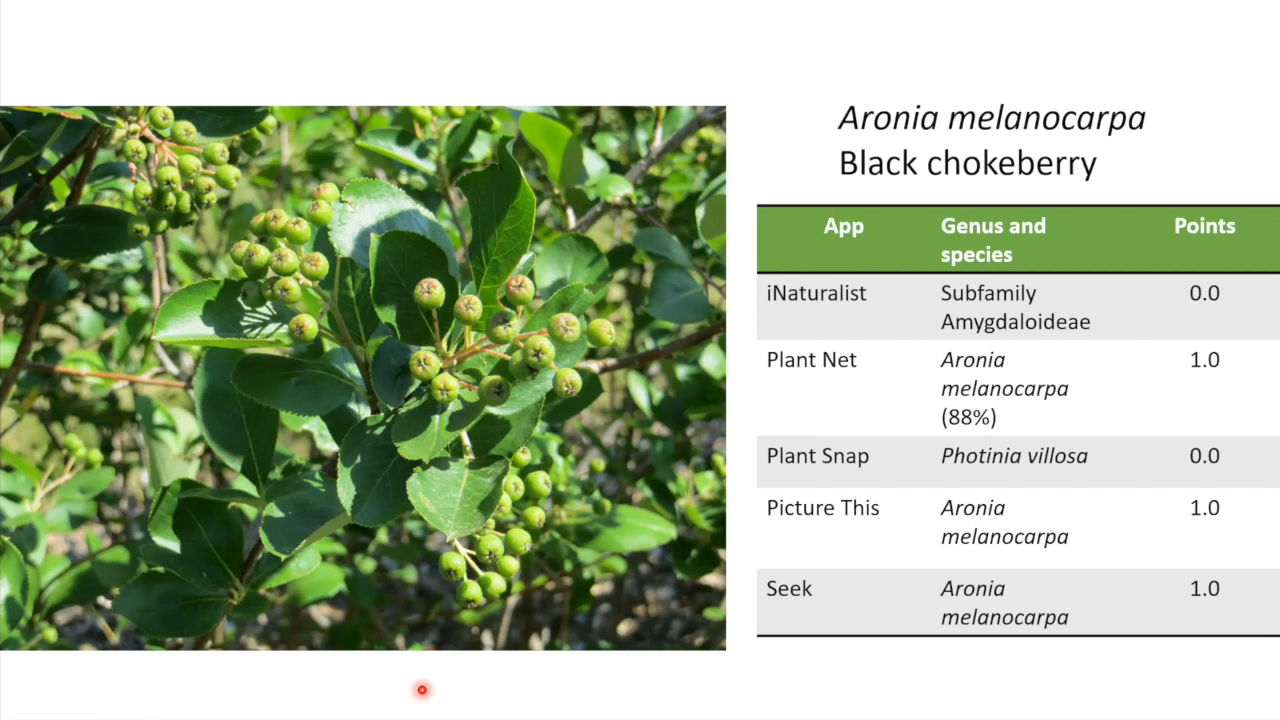 Aronia melanocarpa
Black chokeberry
App Genus and species Points
iNaturalist Subfamily Amygdaloideae 0.0
Plant Net Aronia melanocarpa (88%) 1.0
Plant Snap Photinia villosa 0.0
Picture This Aronia melanocarpa 1.0
Seek Aronia melanocarpa 1.0